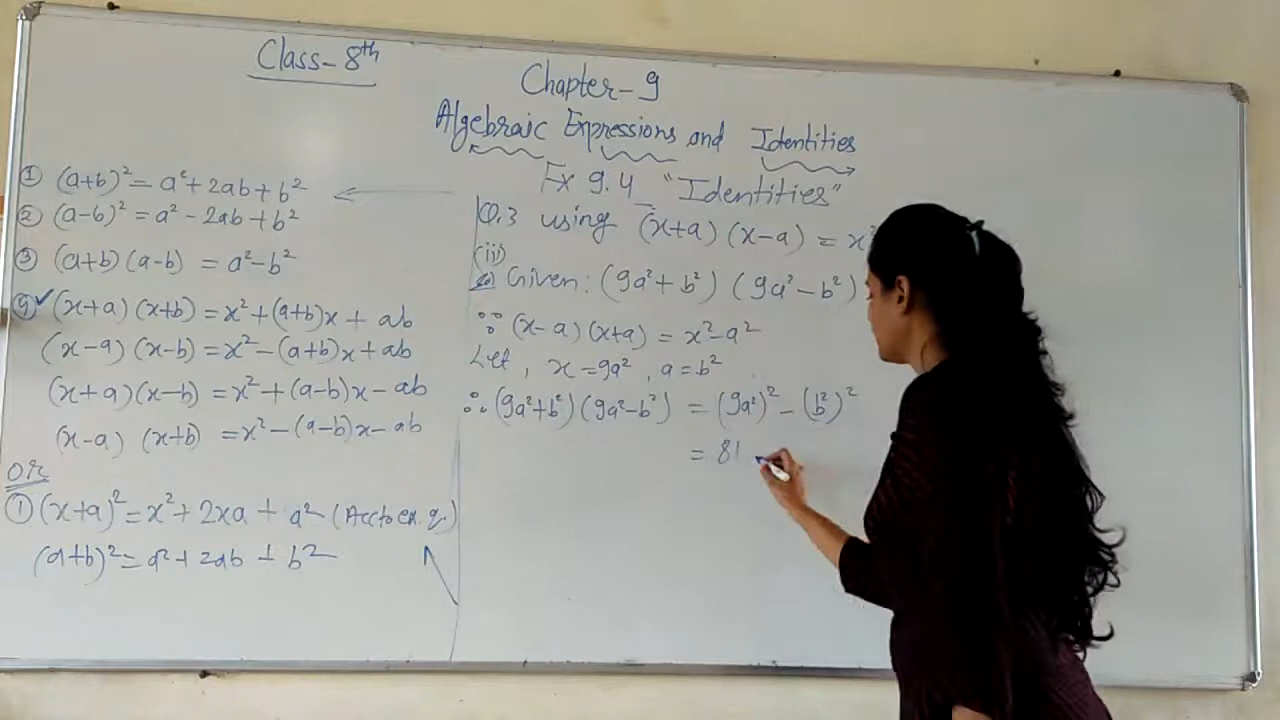 Class-8th
Chapter-9
Algebraic Expressions and Identities
Ex 9.4 "Identities"
① (a+b)² = a² + 2ab + b²
② (a-b)² = a² - 2ab + b²
③ (a+b)(a-b) = a²-b²
④✓ (x+a)(x+b) = x²+(a+b)x + ab
(x-a)(x-b) = x²-(a+b)x + ab
(x+a)(x-b) = x² + (a-b)x - ab
(x-a) (x+b) = x² - (a-b)x - ab
OR
① (x+a)² = x² + 2xa + a² (Acc to ex. 9.)
(a+b)² = a² + 2ab + b²
Q.3 using (x+a) (x-a) = x²
(iii)
Given: (9a² + b²) (9a² - b²)
∵ (x-a)(x+a) = x²-a²
Let, x = 9a², a = b²
∴ (9a²+b²)(9a²-b²) = (9a²)² - (b²)²
= 81